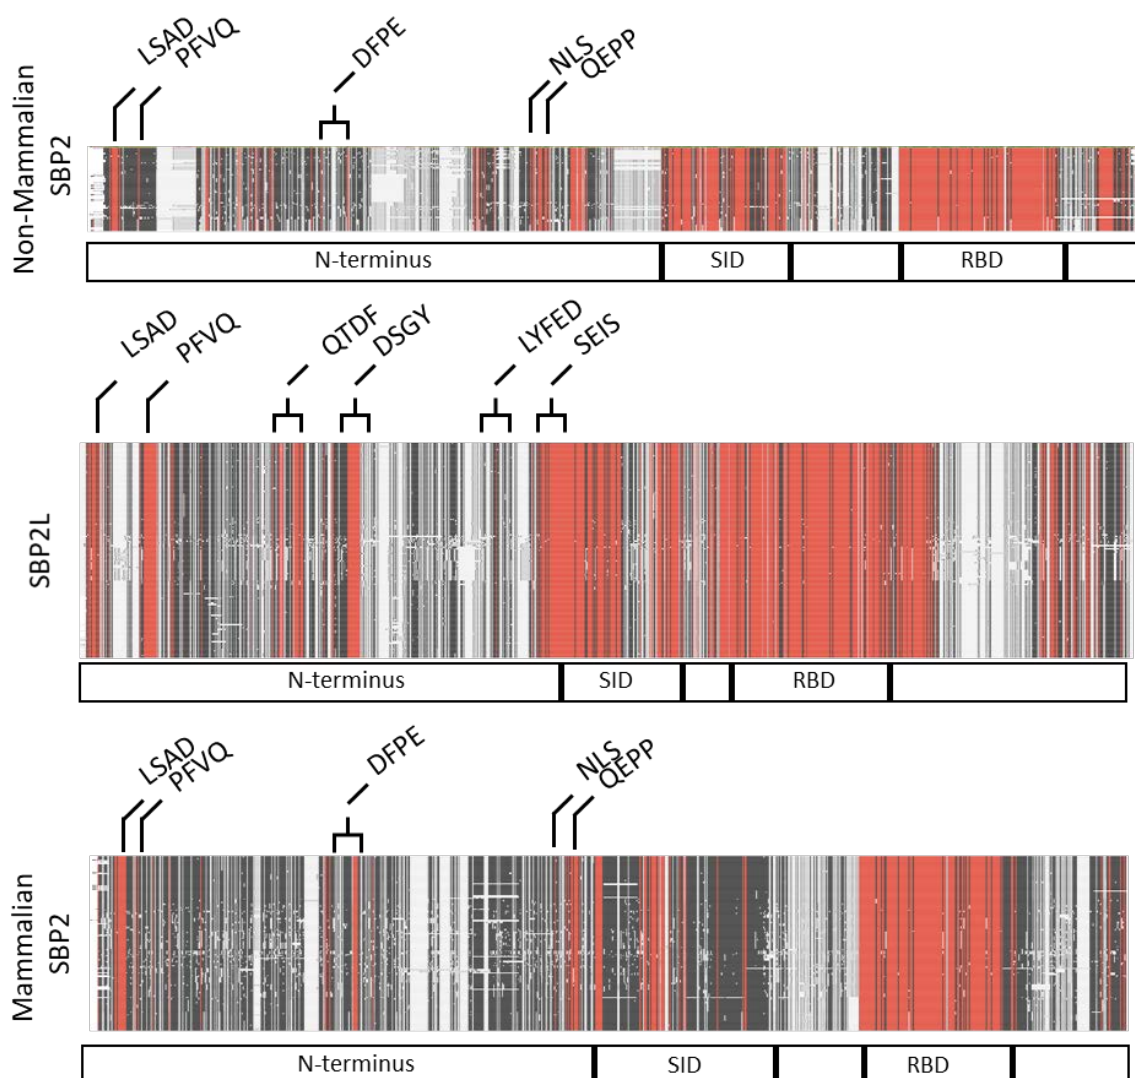 Non-Mammalian
SBP2
LSAD
PFVQ
DFPE
NLS
QEPP
N-terminus
SID
RBD
SBP2L
LSAD
PFVQ
QTDF
DSGY
LYFED
SEIS
N-terminus
SID
RBD
Mammalian
SBP2
LSAD
PFVQ
DFPE
NLS
QEPP
N-terminus
SID
RBD